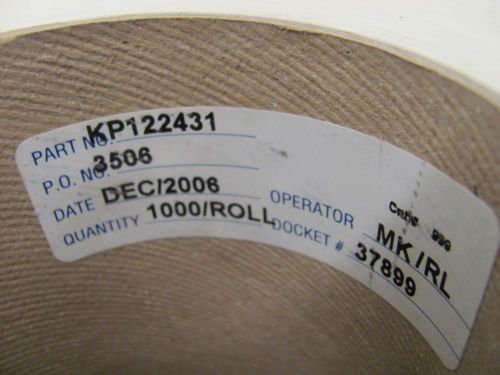 PART NO. KP122431
P.O. NO. 3506
DATE DEC/2006
QUANTITY 1000/ROLL
OPERATOR MK/RL
DOCKET # 37899